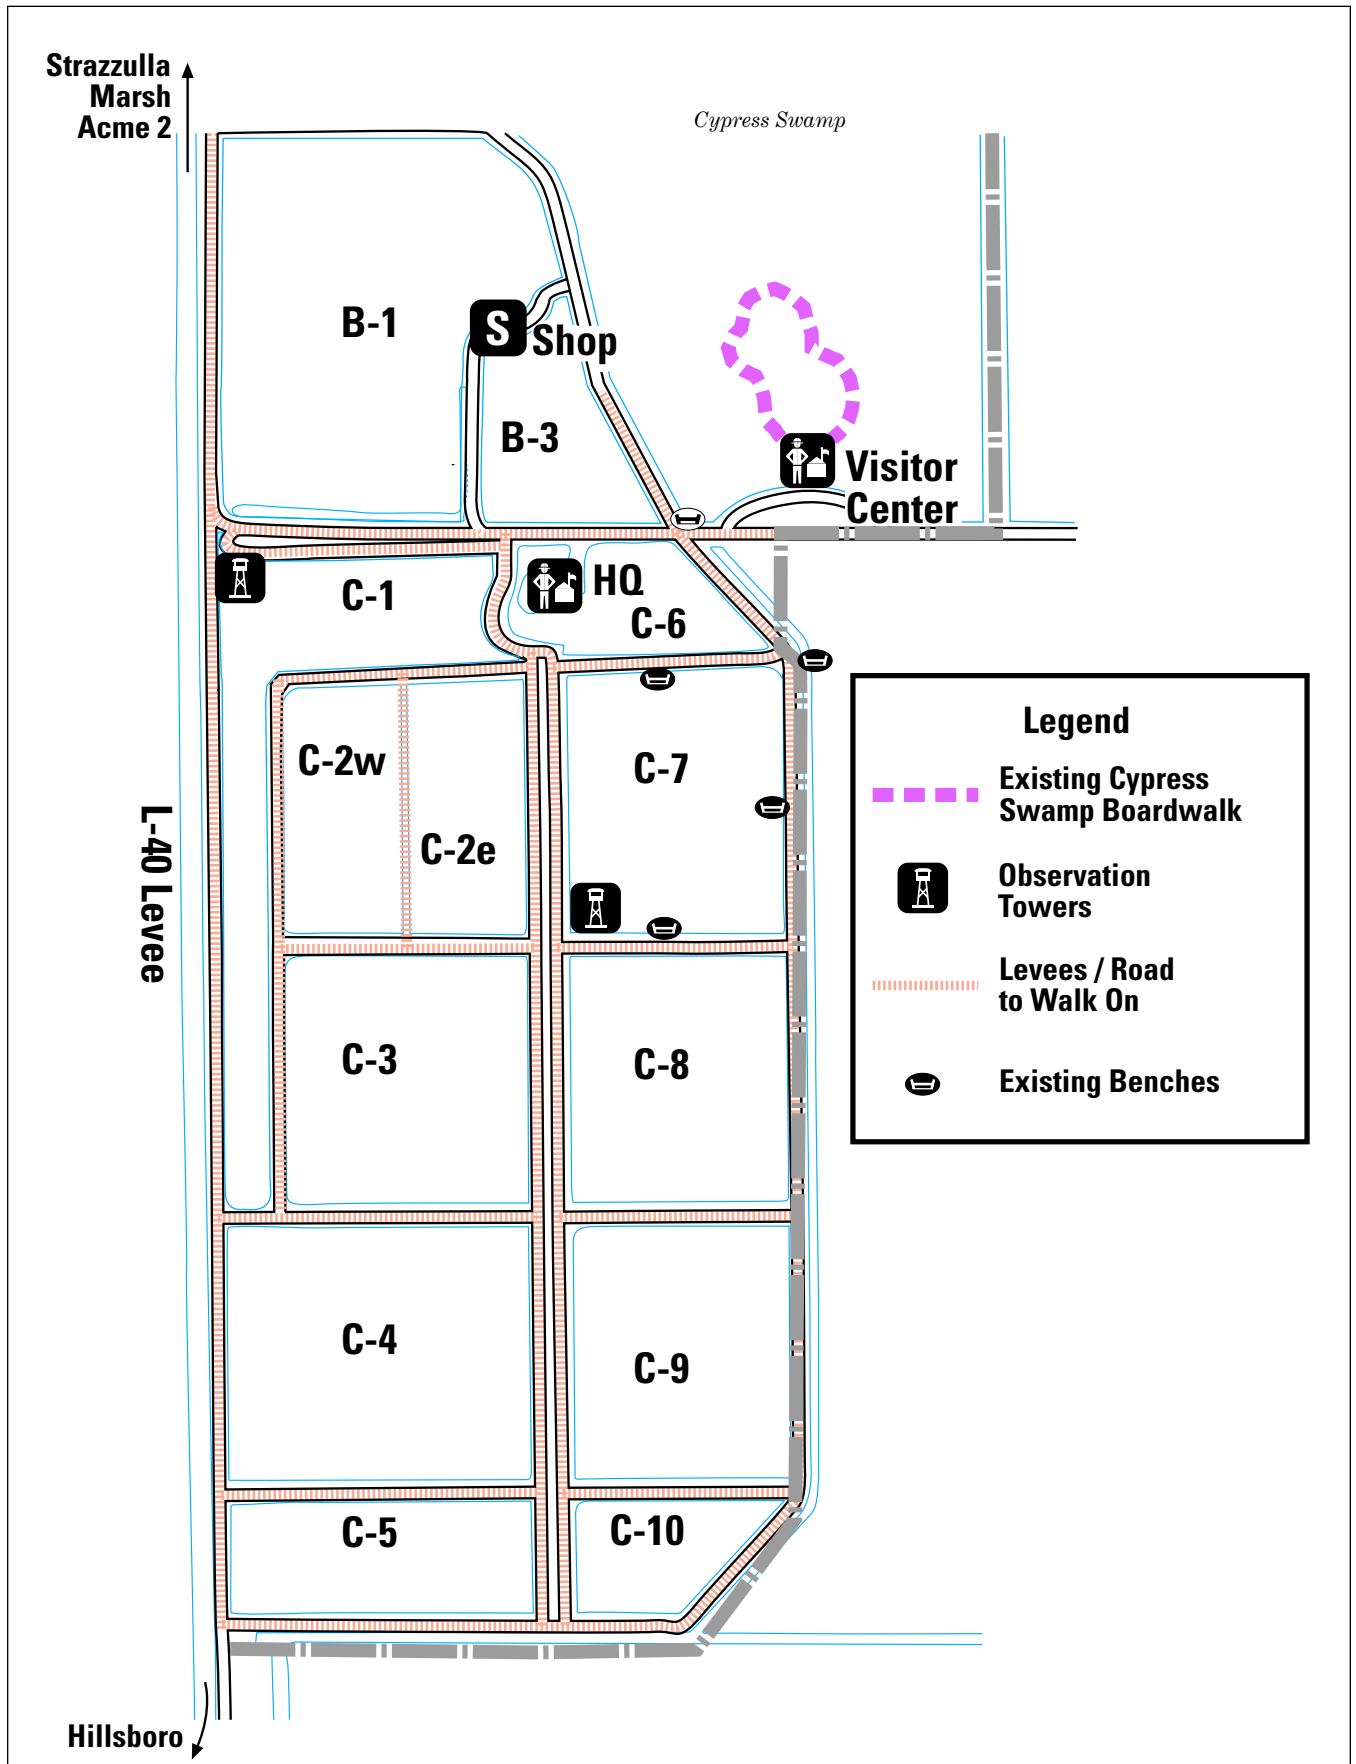 Strazzulla
Marsh
Acme 2
Cypress Swamp
B-1
S
Shop
B-3
Visitor
Center
C-1
HQ
C-6
C-2w
C-7
C-2e
L-40 Levee
C-3
C-8
C-4
C-9
C-5
C-10
Hillsboro
Legend
Existing Cypress
Swamp Boardwalk
Observation
Towers
Levees / Road
to Walk On
Existing Benches